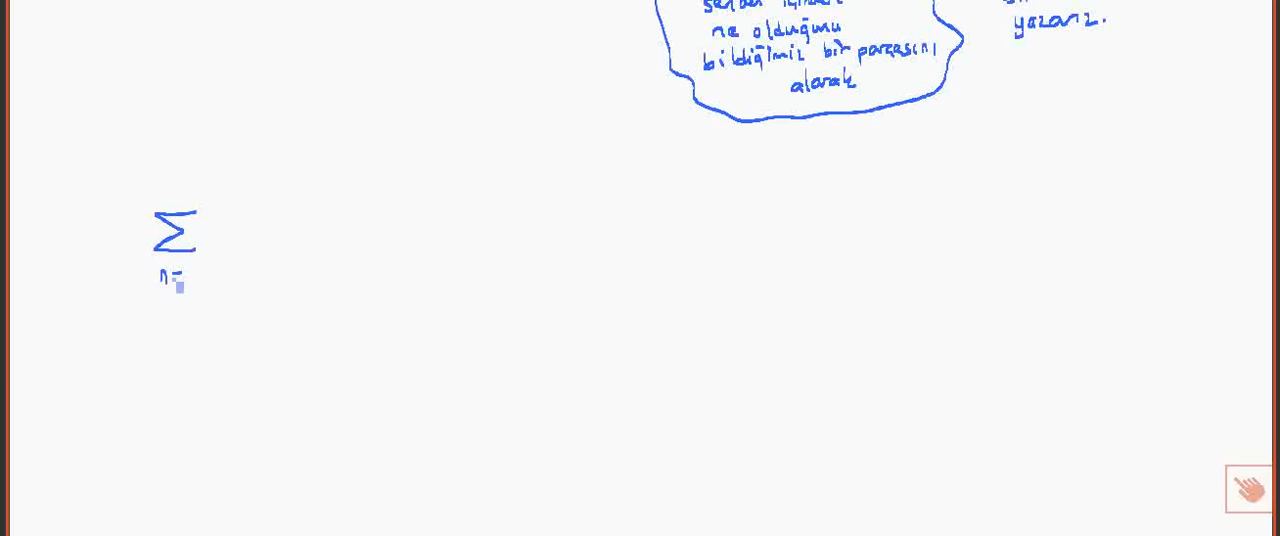 ne olduğunu
bildiğimiz bir parçasını
alarak
yazarız.
∑
n=